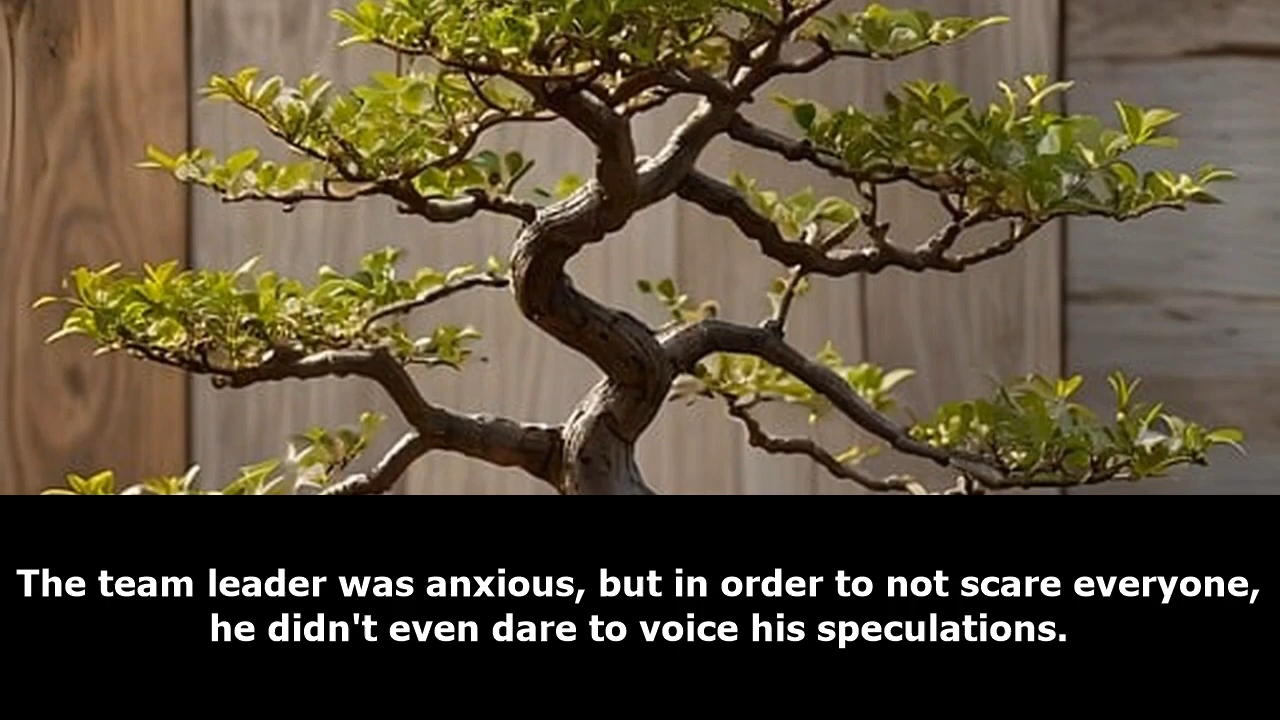 The team leader was anxious, but in order to not scare everyone,
he didn't even dare to voice his speculations.